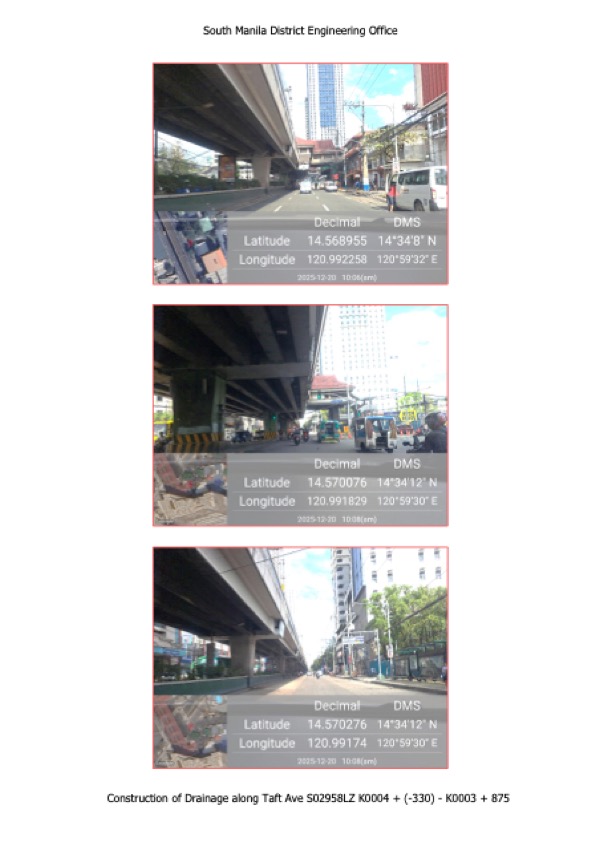 South Manila District Engineering Office
Decimal DMS
Latitude 14.568955 14°34'8" N
Longitude 120.992258 120°59'32" E
2025-12-20 10:06(am)
Decimal DMS
Latitude 14.570076 14°34'12" N
Longitude 120.991829 120°59'30" E
2025-12-20 10:08(am)
Decimal DMS
Latitude 14.570276 14°34'12" N
Longitude 120.99174 120°59'30" E
2025-12-20 10:08(am)
Construction of Drainage along Taft Ave S02958LZ K0004 + (-330) - K0003 + 875